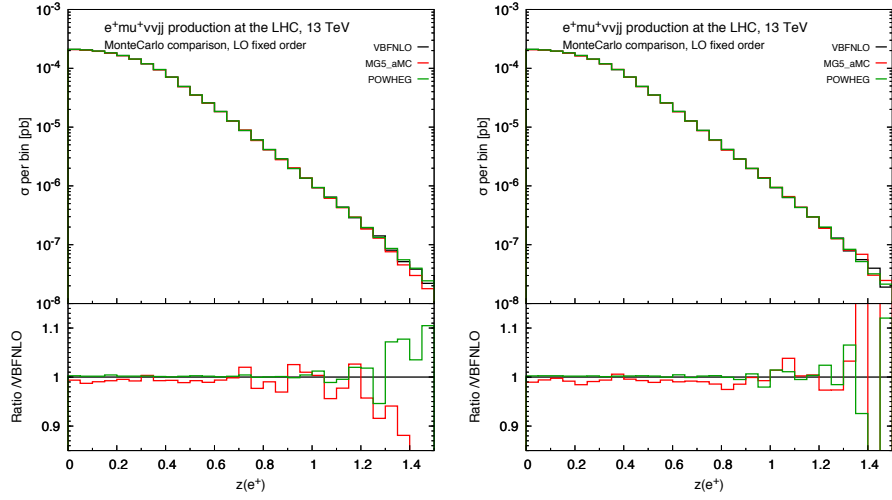 e⁺mu⁺vvjj production at the LHC, 13 TeV
MonteCarlo comparison, LO fixed order
VBFNLO
MG5_aMC
POWHEG
σ per bin [pb]
10⁻³
10⁻⁴
10⁻⁵
10⁻⁶
10⁻⁷
10⁻⁸
Ratio /VBFNLO
1.1
1
0.9
0 0.2 0.4 0.6 0.8 1 1.2 1.4
z(e⁺)
e⁺mu⁺vvjj production at the LHC, 13 TeV
MonteCarlo comparison, LO fixed order
VBFNLO
MG5_aMC
POWHEG
σ per bin [pb]
10⁻³
10⁻⁴
10⁻⁵
10⁻⁶
10⁻⁷
10⁻⁸
Ratio /VBFNLO
1.1
1
0.9
0 0.2 0.4 0.6 0.8 1 1.2 1.4
z(e⁺)